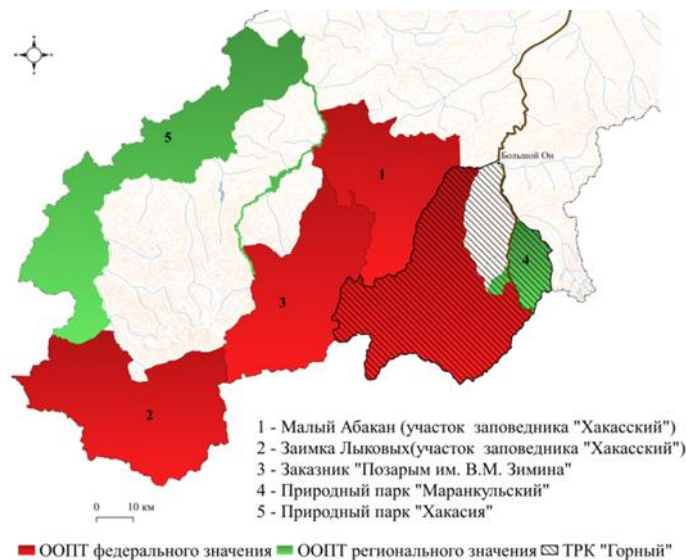 5
1
Большой Он
4
3
2
1 - Малый Абакан (участок заповедника "Хакасский")
2 - Заимка Лыковых(участок заповедника "Хакасский")
3 - Заказник "Позарым им. В.М. Зимина"
4 - Природный парк "Маранкульский"
5 - Природный парк "Хакасия"
0 10 км
ООПТ федерального значения ООПТ регионального значения ТРК "Горный"